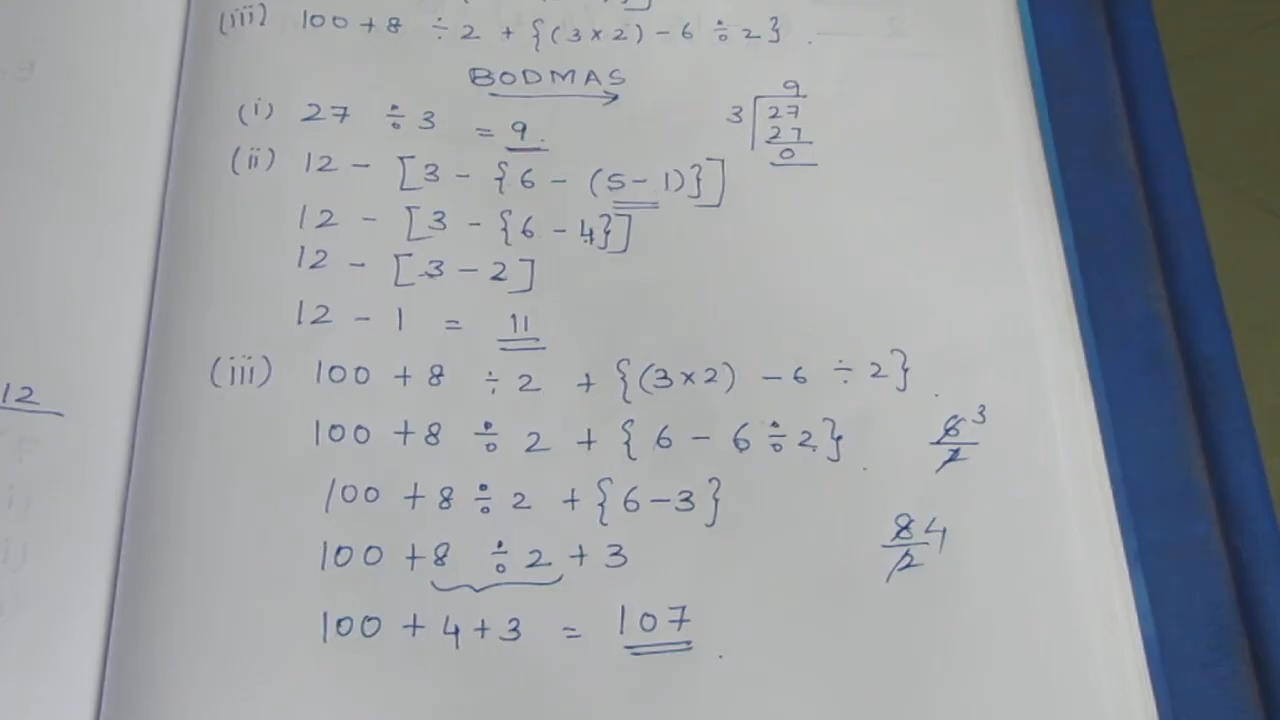 (iii) 100 + 8 ÷ 2 + {(3 × 2) - 6 ÷ 2} .
BODMAS
(i) 27 ÷ 3 = 9.
9
3 27
27
0
(ii) 12 - [3 - {6 - (5 - 1)}]
12 - [3 - {6 - 4}]
12 - [3 - 2]
12 - 1 = 11
12
(iii) 100 + 8 ÷ 2 + {(3 × 2) - 6 ÷ 2} .
100 + 8 ÷ 2 + {6 - 6 ÷ 2} .
6 3
2
100 + 8 ÷ 2 + {6 - 3}
100 + 8 ÷ 2 + 3
8 4
2
100 + 4 + 3 = 107 .